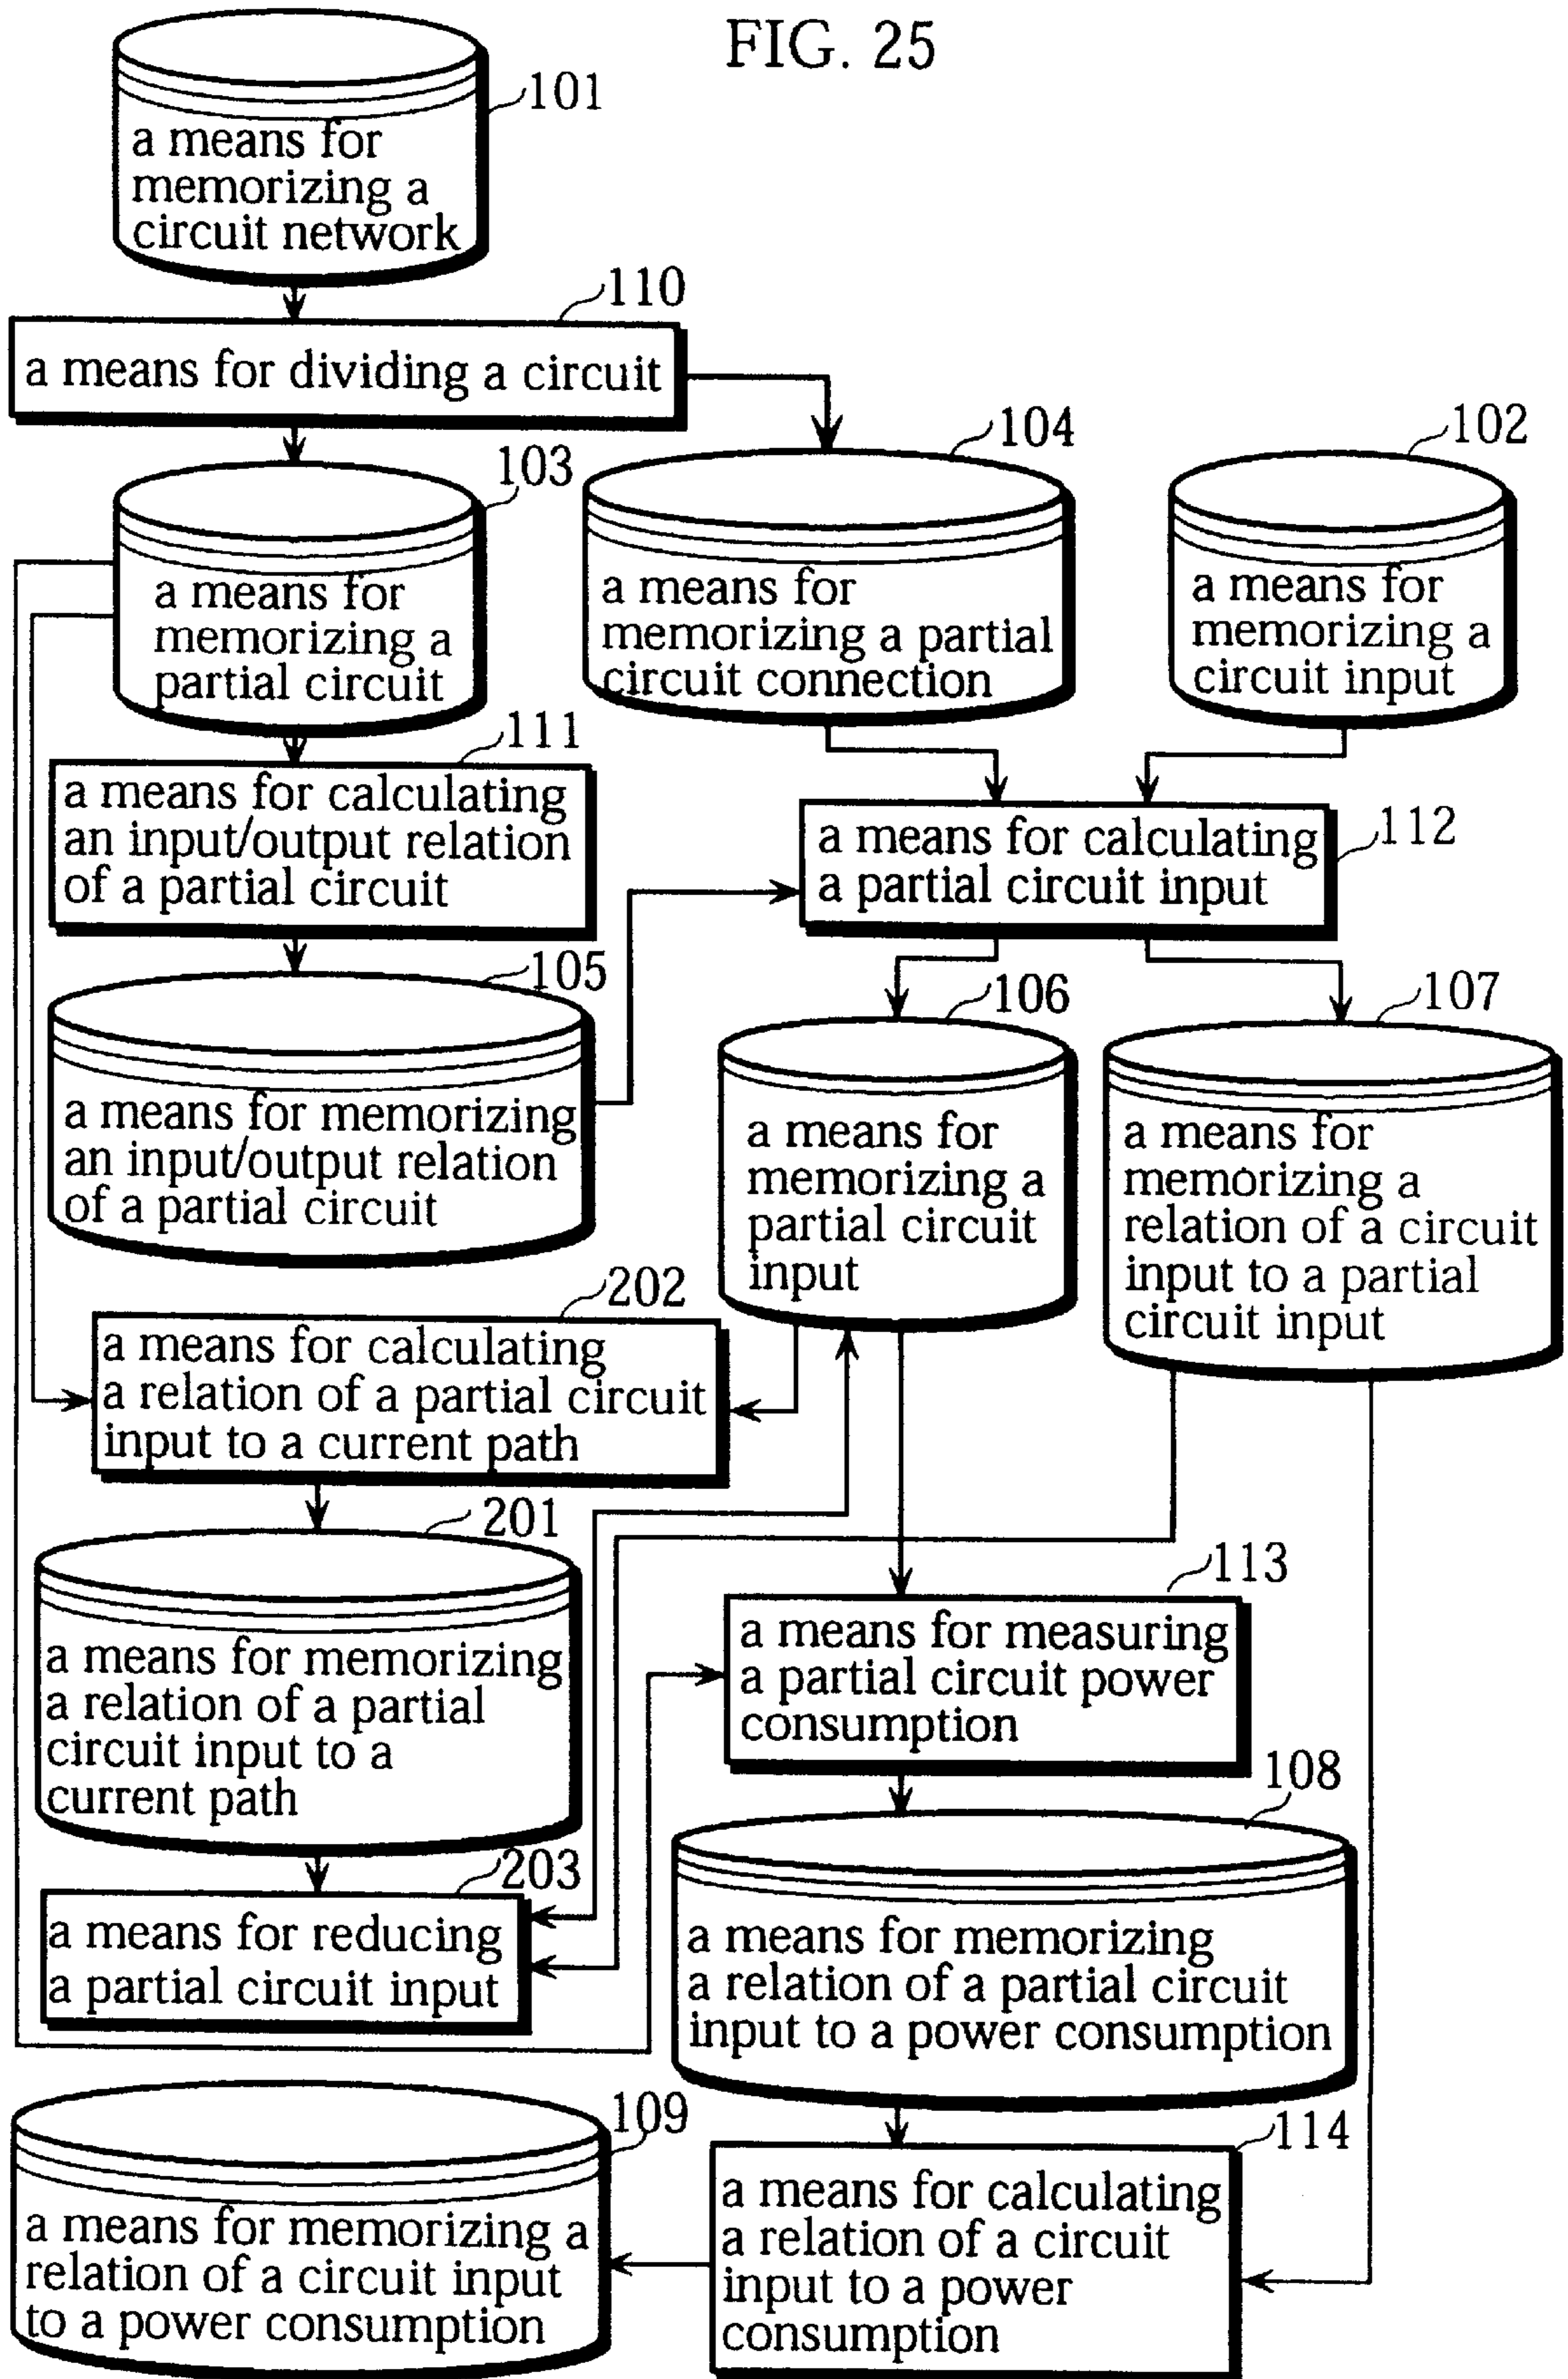 FIG. 25
101
a means for
memorizing a
circuit network
110
a means for dividing a circuit
103
a means for
memorizing a
partial circuit
104
a means for
memorizing a partial
circuit connection
102
a means for
memorizing a
circuit input
111
a means for calculating
an input/output relation
of a partial circuit
112
a means for calculating
a partial circuit input
105
a means for memorizing
an input/output relation
of a partial circuit
106
a means for
memorizing a
partial circuit
input
107
a means for
memorizing a
relation of a circuit
input to a partial
circuit input
202
a means for calculating
a relation of a partial circuit
input to a current path
201
a means for memorizing
a relation of a partial
circuit input to a
current path
113
a means for measuring
a partial circuit power
consumption
203
a means for reducing
a partial circuit input
108
a means for memorizing
a relation of a partial circuit
input to a power consumption
109
a means for memorizing a
relation of a circuit input
to a power consumption
114
a means for calculating
a relation of a circuit
input to a power
consumption